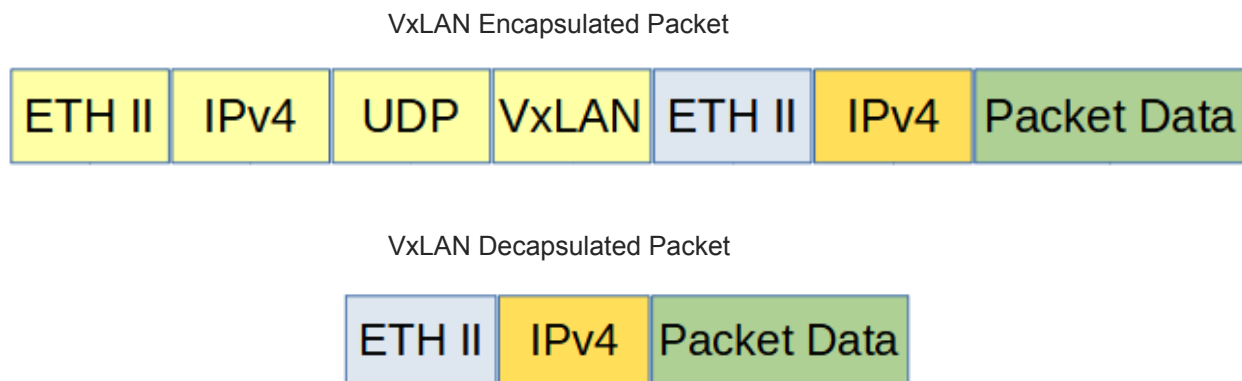 VxLAN Encapsulated Packet
ETH II IPv4 UDP VxLAN ETH II IPv4 Packet Data
VxLAN Decapsulated Packet
ETH II IPv4 Packet Data